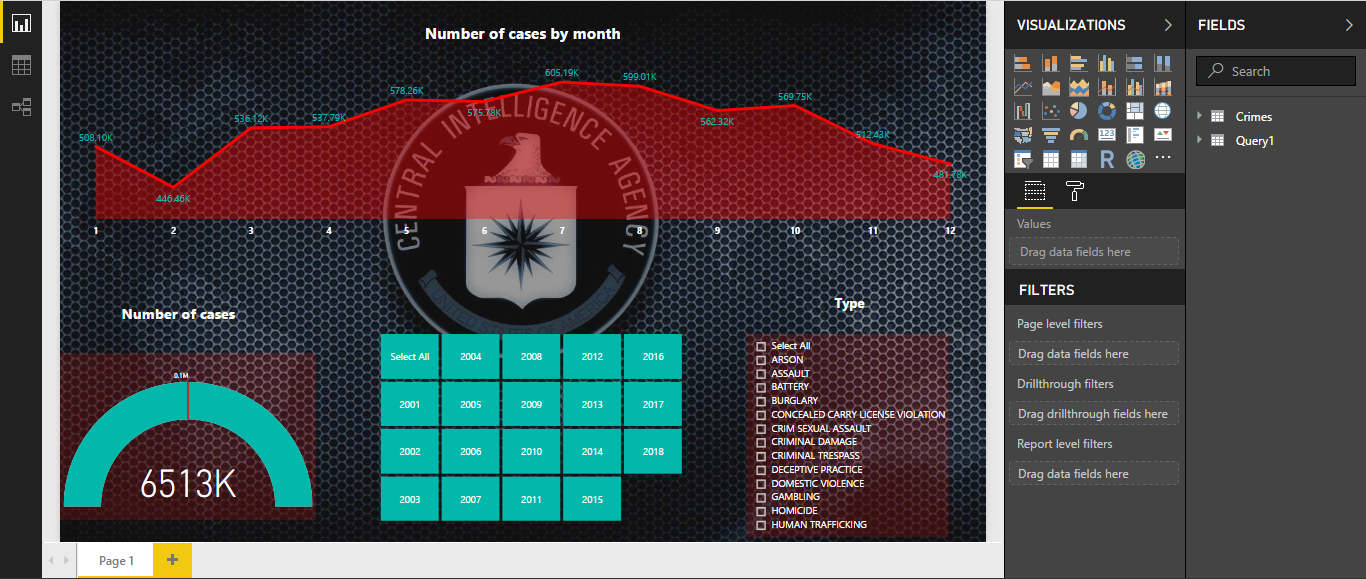 VISUALIZATIONS
FIELDS
Number of cases by month
605.19K
599.01K
578.26K
575.78K
569.75K
562.32K
536.12K
537.79K
508.10K
512.43K
446.46K
481.78K
CENTRAL INTELLIGENCE AGENCY
UNITED STATES OF AMERICA
1 2 3 4 5 6 7 8 9 10 11 12
Number of cases
0.1M
6513K
Select All 2004 2008 2012 2016
2001 2005 2009 2013 2017
2002 2006 2010 2014 2018
2003 2007 2011 2015
Type
Select All
ARSON
ASSAULT
BATTERY
BURGLARY
CONCEALED CARRY LICENSE VIOLATION
CRIM SEXUAL ASSAULT
CRIMINAL DAMAGE
CRIMINAL TRESPASS
DECEPTIVE PRACTICE
DOMESTIC VIOLENCE
GAMBLING
HOMICIDE
HUMAN TRAFFICKING
Page 1
+
123
R
...
Values
Drag data fields here
FILTERS
Page level filters
Drag data fields here
Drillthrough filters
Drag drillthrough fields here
Report level filters
Drag data fields here
Search
Crimes
Query1